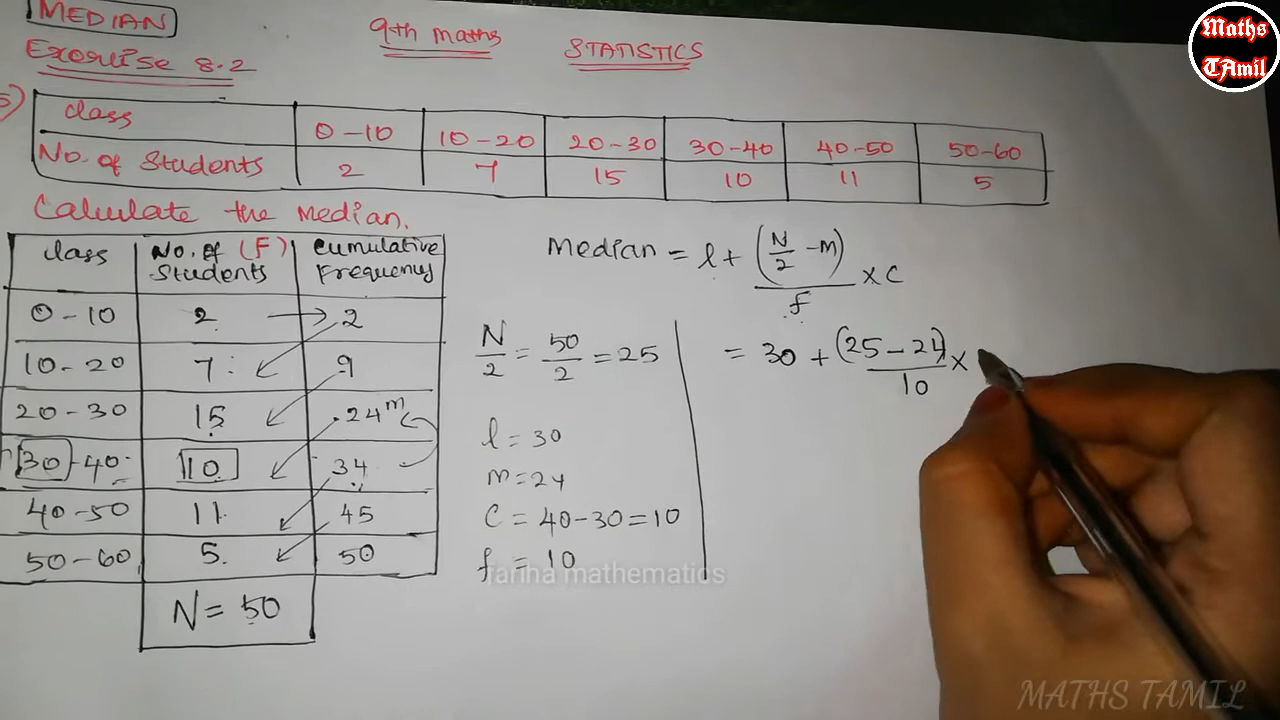 MEDIAN
9th maths
STATISTICS
Maths
TAmil
Exercise 8.2
5)
class 0-10 10-20 20-30 30-40 40-50 50-60
No. of Students 2 7 15 10 11 5
Calculate the median.
class No. of (F) Students Cumulative Frequency
0-10 2 2
10-20 7 9
20-30 15 24 m
30-40 10 34
40-50 11 45
50-60 5 50
N = 50
Median = l + (N/2 - m)/f × C
N/2 = 50/2 = 25
= 30 + (25 - 24)/10 ×
l = 30
m = 24
C = 40-30 = 10
f = 10
fariha mathematics
MATHS TAMIL